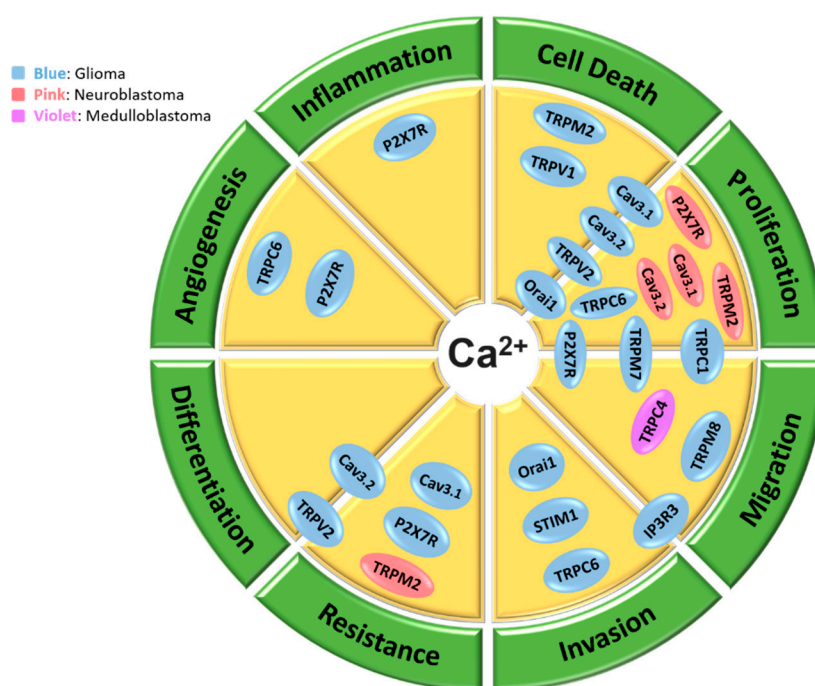 Blue: Glioma
Pink: Neuroblastoma
Violet: Medulloblastoma
Inflammation
Cell Death
Proliferation
Migration
Invasion
Resistance
Differentiation
Angiogenesis
Ca²⁺
P2X7R
TRPM2
TRPV1
Cav3.1
Cav3.2
TRPV2
Orai1
P2X7R
Cav3.1
Cav3.2
TRPM2
TRPC6
P2X7R
TRPM7
TRPC1
TRPC4
TRPM8
IP3R3
Orai1
STIM1
TRPC6
Cav3.1
P2X7R
TRPM2
Cav3.2
TRPV2
TRPC6
P2X7R